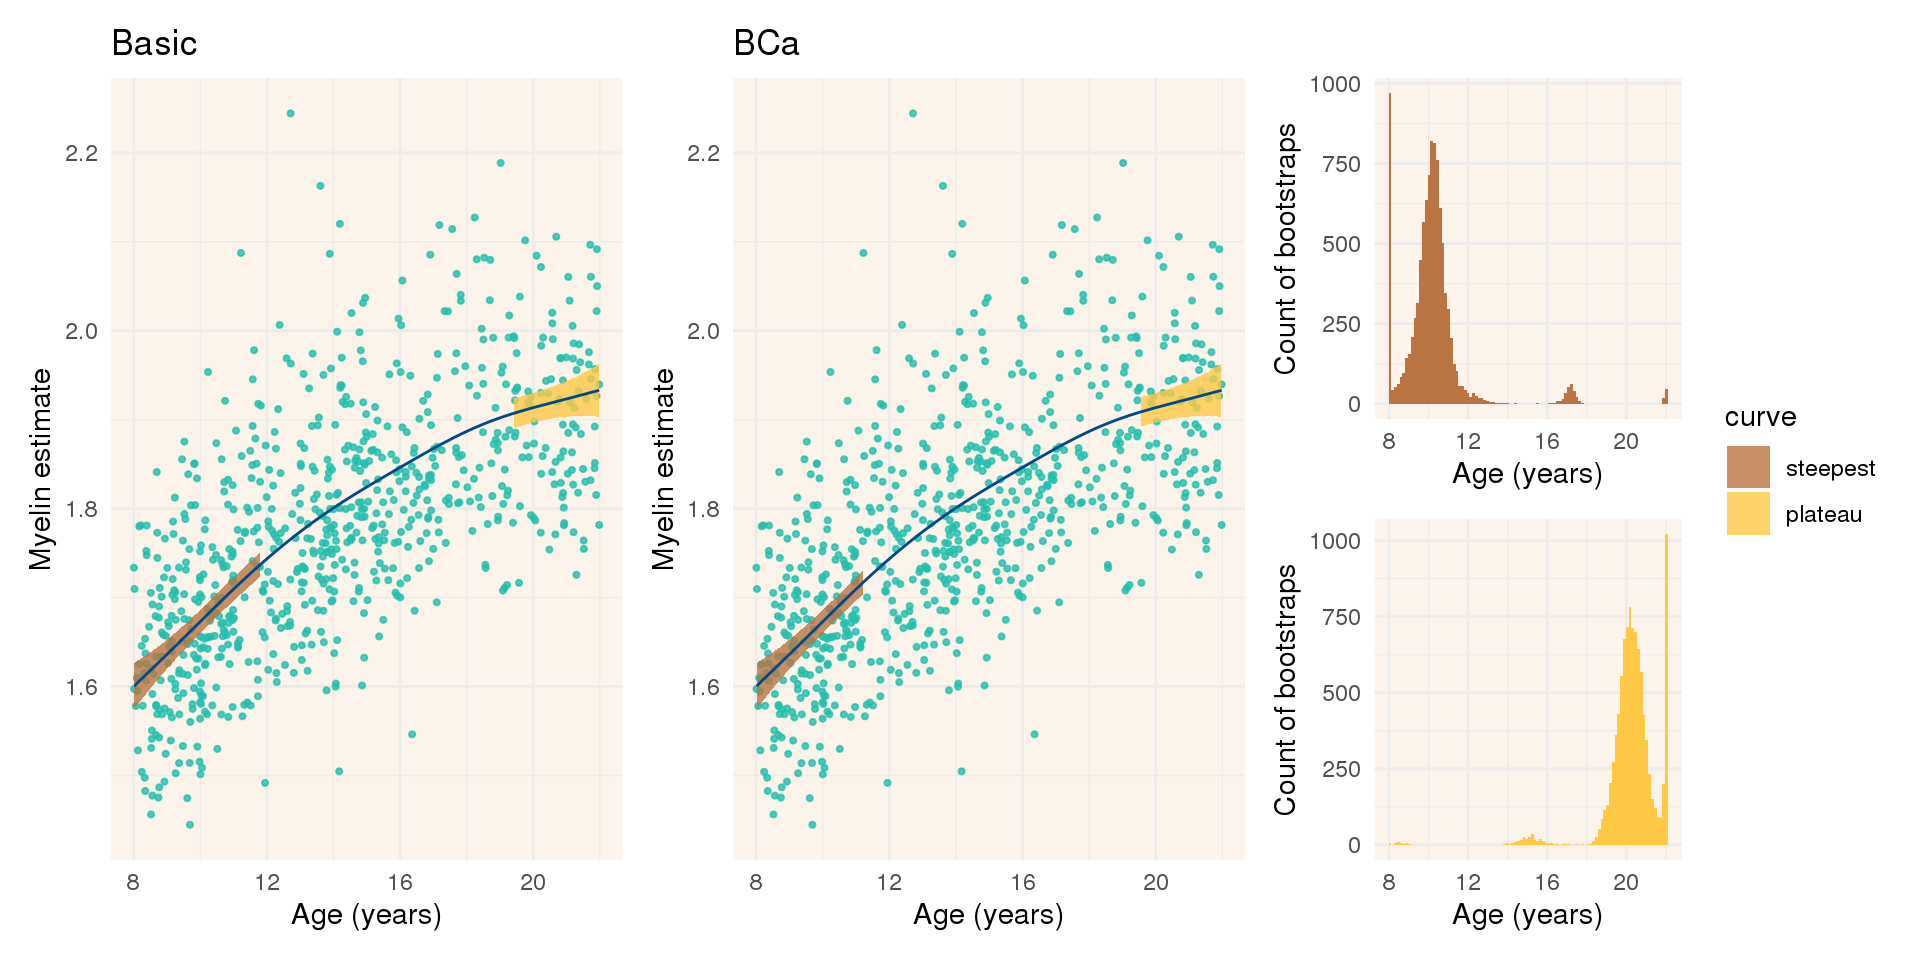 Basic
Myelin estimate
2.2
2.0
1.8
1.6
8 12 16 20
Age (years)
BCa
Myelin estimate
2.2
2.0
1.8
1.6
8 12 16 20
Age (years)
Count of bootstraps
1000
750
500
250
0
8 12 16 20
Age (years)
Count of bootstraps
1000
750
500
250
0
8 12 16 20
Age (years)
curve
steepest
plateau